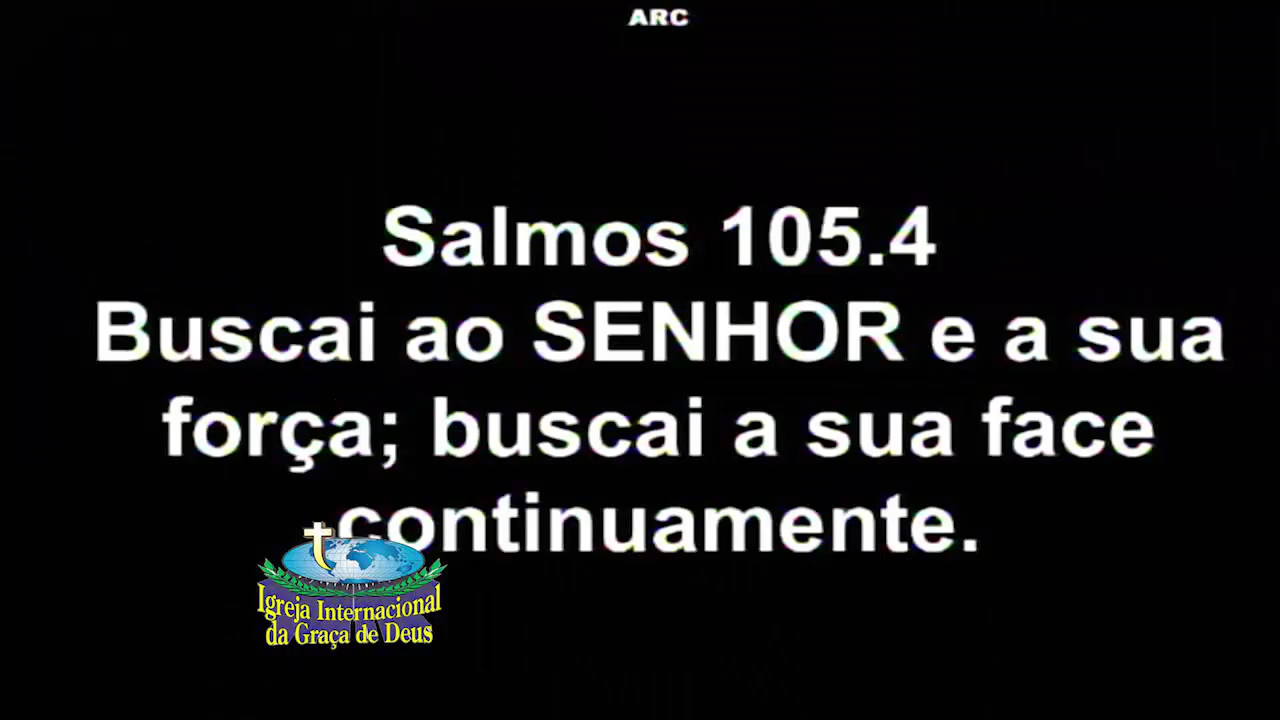 ARC
Salmos 105.4
Buscai ao SENHOR e a sua
força; buscai a sua face
continuamente.
Igreja Internacional
da Graça de Deus